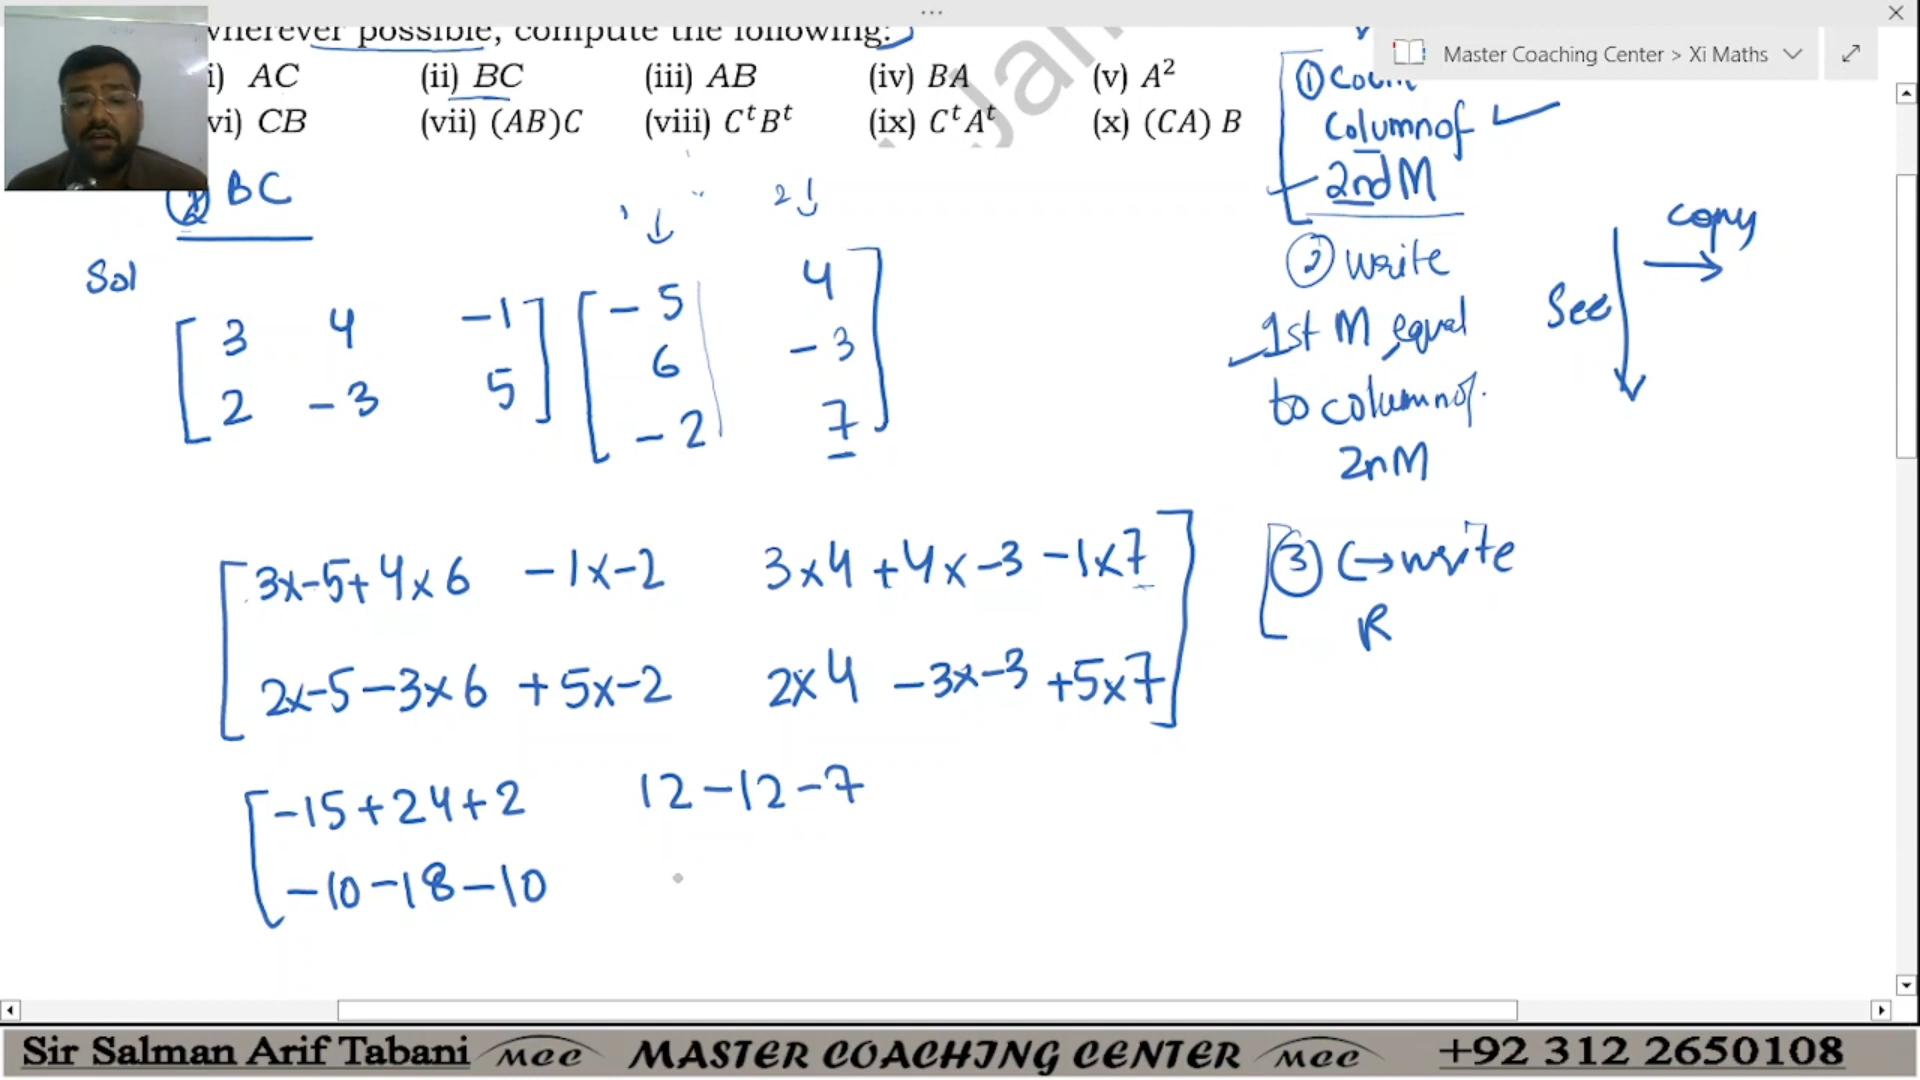 wherever possible, compute the following:
i) AC (ii) BC (iii) AB (iv) BA (v) A²
vi) CB (vii) (AB)C (viii) CᵗBᵗ (ix) CᵗAᵗ (x) (CA) B
Master Coaching Center > Xi Maths
① Count
Column of
2nd M
② write
1st M, equal
to column of
2nM
See
copy
③ C→write
R
② BC
Sol
1 2
[3 4 -1] [-5 4]
[2 -3 5] [6 -3]
[-2 7]
[3x-5+4x6 -1x-2 3x4+4x-3-1x7]
[2x-5-3x6 +5x-2 2x4 -3x-3 +5x7]
[-15+24+2 12-12-7
-10-18-10
Sir Salman Arif Tabani MCC MASTER COACHING CENTER MCC +92 312 2650108